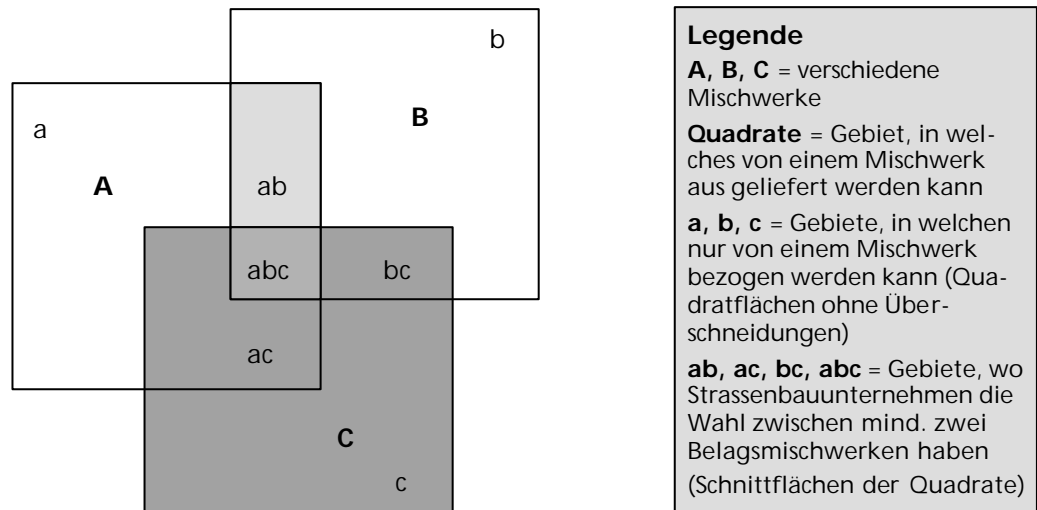 b
a
B
A
ab
abc
bc
ac
C
c
Legende
A, B, C = verschiedene
Mischwerke
Quadrate = Gebiet, in wel-
ches von einem Mischwerk
aus geliefert werden kann
a, b, c = Gebiete, in welchen
nur von einem Mischwerk
bezogen werden kann (Qua-
dratflächen ohne Über-
schneidungen)
ab, ac, bc, abc = Gebiete, wo
Strassenbauunternehmen die
Wahl zwischen mind. zwei
Belagsmischwerken haben
(Schnittflächen der Quadrate)